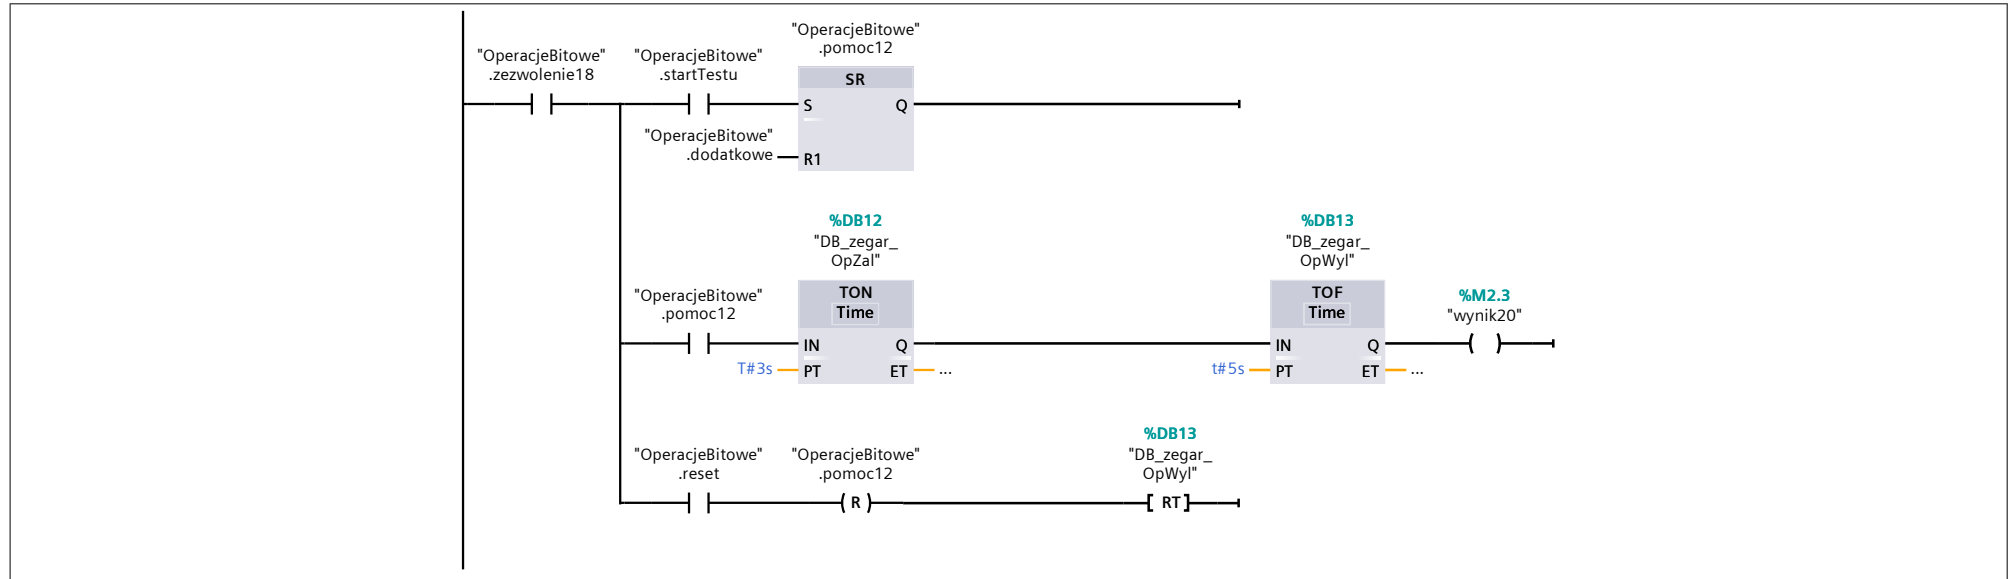 "OperacjeBitowe"
.pomoc12
"OperacjeBitowe"
.zezwolenie18
"OperacjeBitowe"
.startTestu
SR
S
Q
"OperacjeBitowe"
.dodatkowe
R1
%DB12
"DB_zegar_
OpZal"
%DB13
"DB_zegar_
OpWyl"
"OperacjeBitowe"
.pomoc12
TON
Time
TOF
Time
%M2.3
"wynik20"
IN
Q
IN
Q
T#3s
PT
ET
...
t#5s
PT
ET
...
%DB13
"DB_zegar_
OpWyl"
"OperacjeBitowe"
.reset
"OperacjeBitowe"
.pomoc12
R
RT